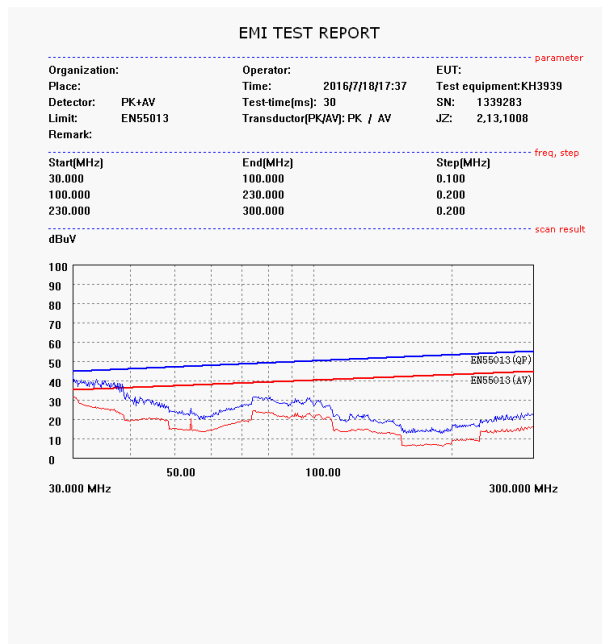 EMI TEST REPORT
parameter
Organization: Operator: EUT:
Place: Time: 2016/7/18/17:37 Test equipment:KH3939
Detector: PK+AV Test-time(ms): 30 SN: 1339283
Limit: EN55013 Transductor(PK/AV): PK / AV JZ: 2,13,1008
Remark:
freq, step
Start(MHz) End(MHz) Step(MHz)
30.000 100.000 0.100
100.000 230.000 0.200
230.000 300.000 0.200
scan result
dBuV
100
90
80
70
60
50
EN55013(QP)
40
EN55013(AV)
30
20
10
0
50.00 100.00
30.000 MHz 300.000 MHz